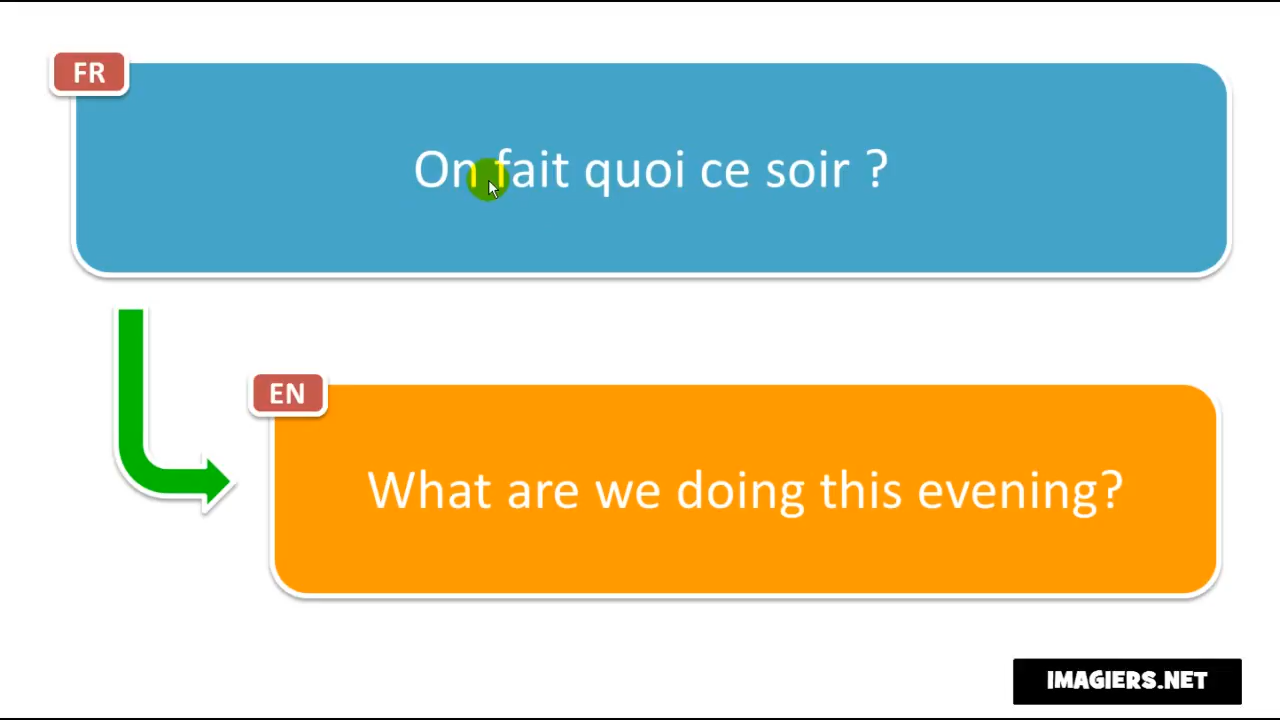 FR
On fait quoi ce soir ?
EN
What are we doing this evening?
IMAGIERS.NET